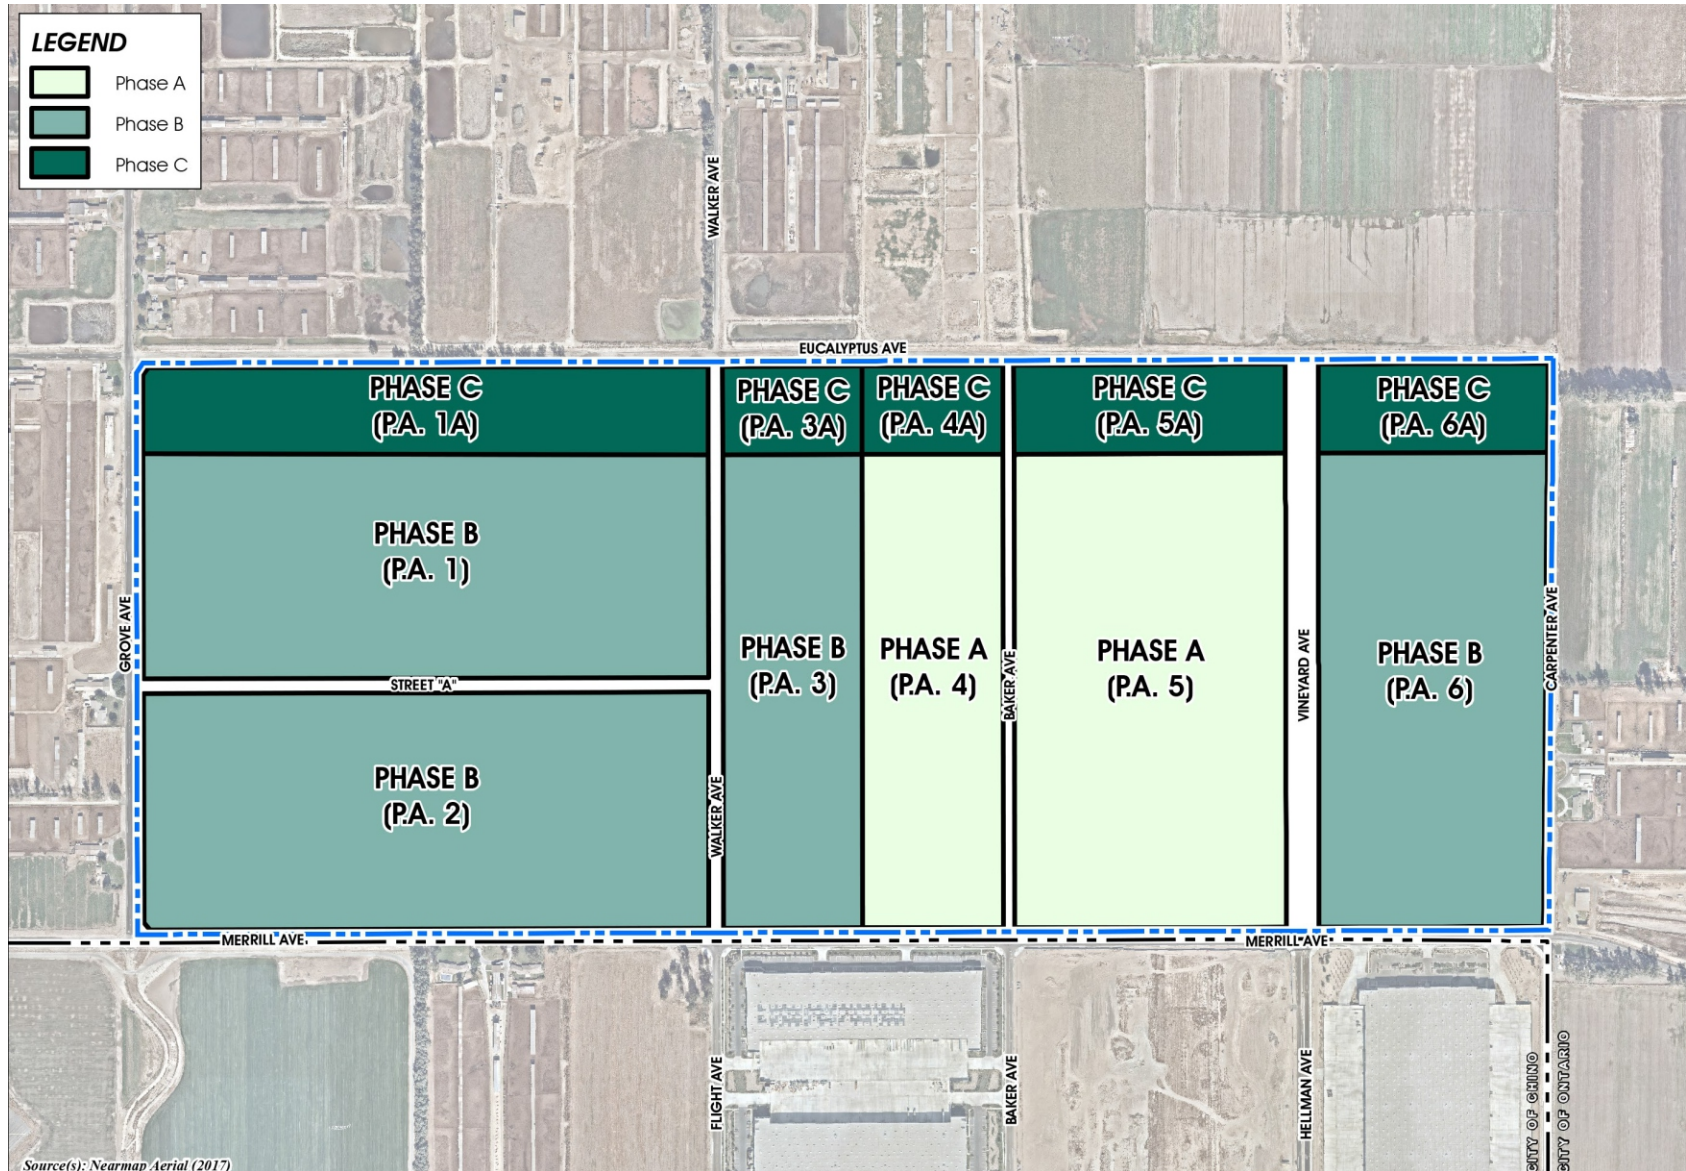 LEGEND
Phase A
Phase B
Phase C
WALKER AVE
EUCALYPTUS AVE
PHASE C
(P.A. 1A)
PHASE C
(P.A. 3A)
PHASE C
(P.A. 4A)
PHASE C
(P.A. 5A)
PHASE C
(P.A. 6A)
PHASE B
(P.A. 1)
GROVE AVE
STREET "A"
PHASE B
(P.A. 2)
WALKER AVE
PHASE B
(P.A. 3)
PHASE A
(P.A. 4)
BAKER AVE
PHASE A
(P.A. 5)
VINEYARD AVE
PHASE B
(P.A. 6)
CARPENTER AVE
MERRILL AVE
MERRILL AVE
FLIGHT AVE
BAKER AVE
HELLMAN AVE
CITY OF CHINO
CITY OF ONTARIO
Source(s): Nearmap Aerial (2017)